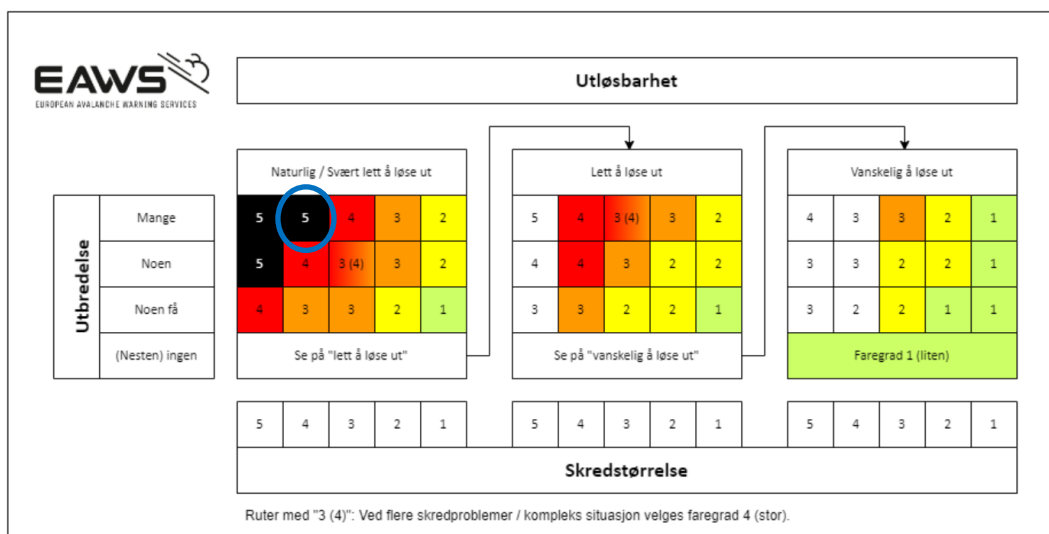 EAWS
EUROPEAN AVALANCHE WARNING SERVICES
Utløsbarhet
Naturlig / Svært lett å løse ut
Lett å løse ut
Vanskelig å løse ut
Utbredelse
Mange 5 5 4 3 2 5 4 3 (4) 3 2 4 3 3 2 1
Noen 5 4 3 (4) 3 2 4 4 3 2 2 3 3 2 2 1
Noen få 4 3 3 2 1 3 3 2 2 1 3 2 2 1 1
(Nesten) ingen Se på "lett å løse ut" Se på "vanskelig å løse ut" Faregrad 1 (liten)
5 4 3 2 1 5 4 3 2 1 5 4 3 2 1
Skredstørrelse
Ruter med "3 (4)": Ved flere skredproblemer / kompleks situasjon velges faregrad 4 (stor).